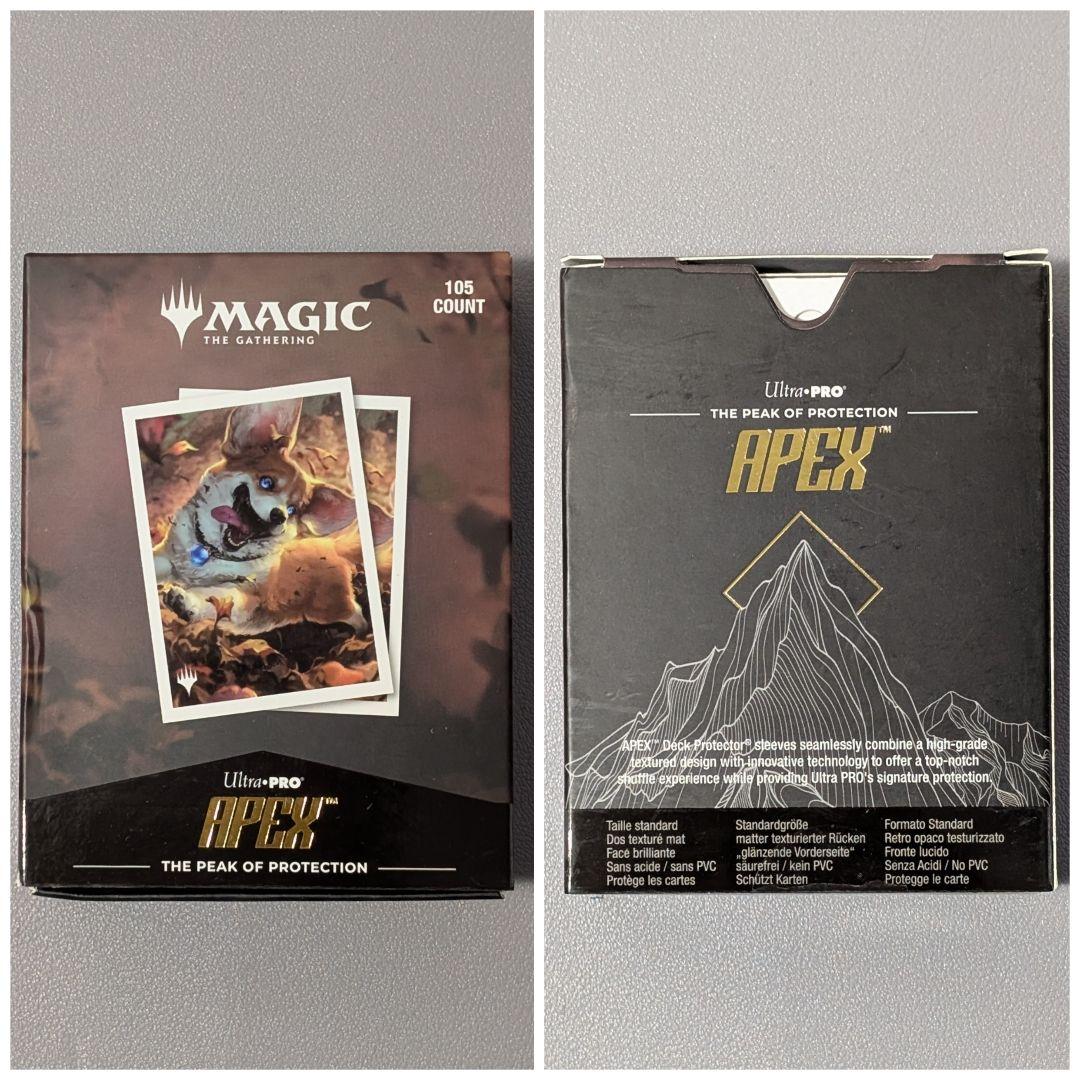 MAGIC
THE GATHERING
105
COUNT
Ultra•PRO®
APEX™
THE PEAK OF PROTECTION
Ultra•PRO®
THE PEAK OF PROTECTION
APEX™
APEX™ Deck Protector® sleeves seamlessly combine a high-grade
textured design with innovative technology to offer a top-notch
shuffle experience while providing Ultra PRO's signature protection.
Taille standard
Dos texturé mat
Face brillante
Sans acide / sans PVC
Protège les cartes
Standardgröße
matter texturierter Rücken
„glänzende Vorderseite“
säurefrei / kein PVC
Schützt Karten
Formato Standard
Retro opaco testurizzato
Fronte lucido
Senza Acidi / No PVC
Protegge le carte